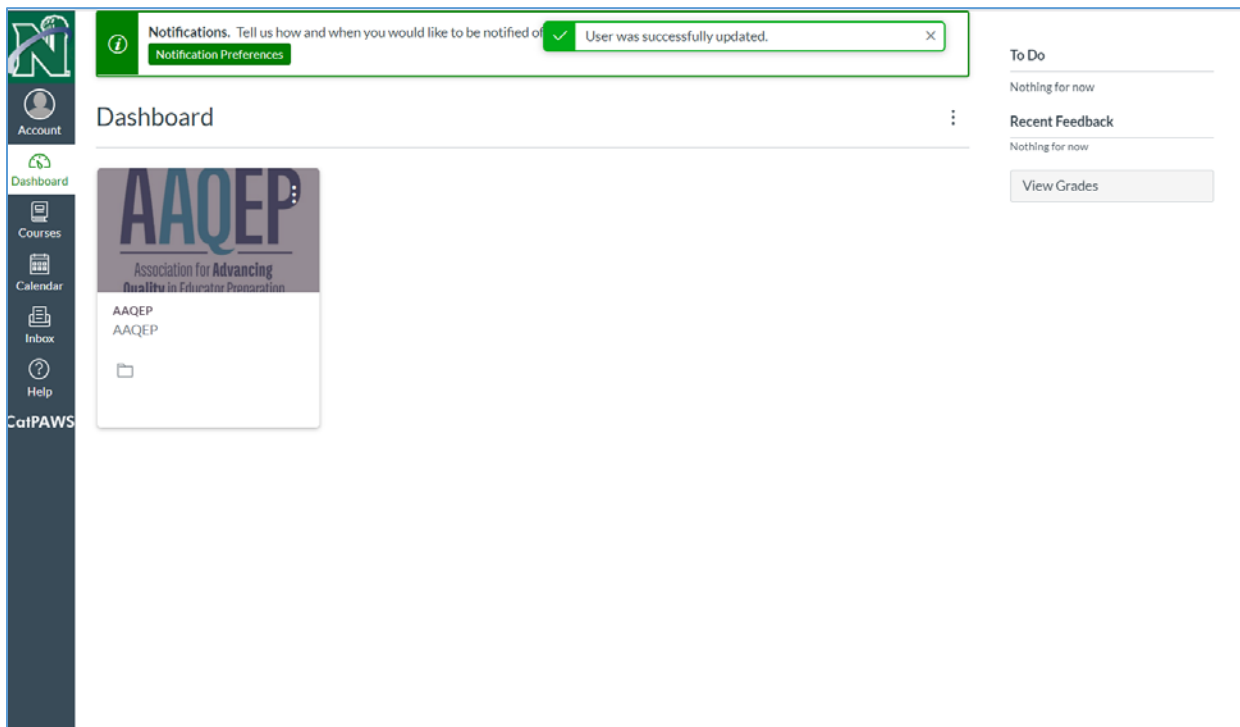 N
Account
Dashboard
Courses
Calendar
Inbox
Help
CatPAWS
Notifications. Tell us how and when you would like to be notified of
Notification Preferences
User was successfully updated.
Dashboard
AAQEP
Association for Advancing
Quality in Educator Preparation
AAQEP
AAQEP
To Do
Nothing for now
Recent Feedback
Nothing for now
View Grades